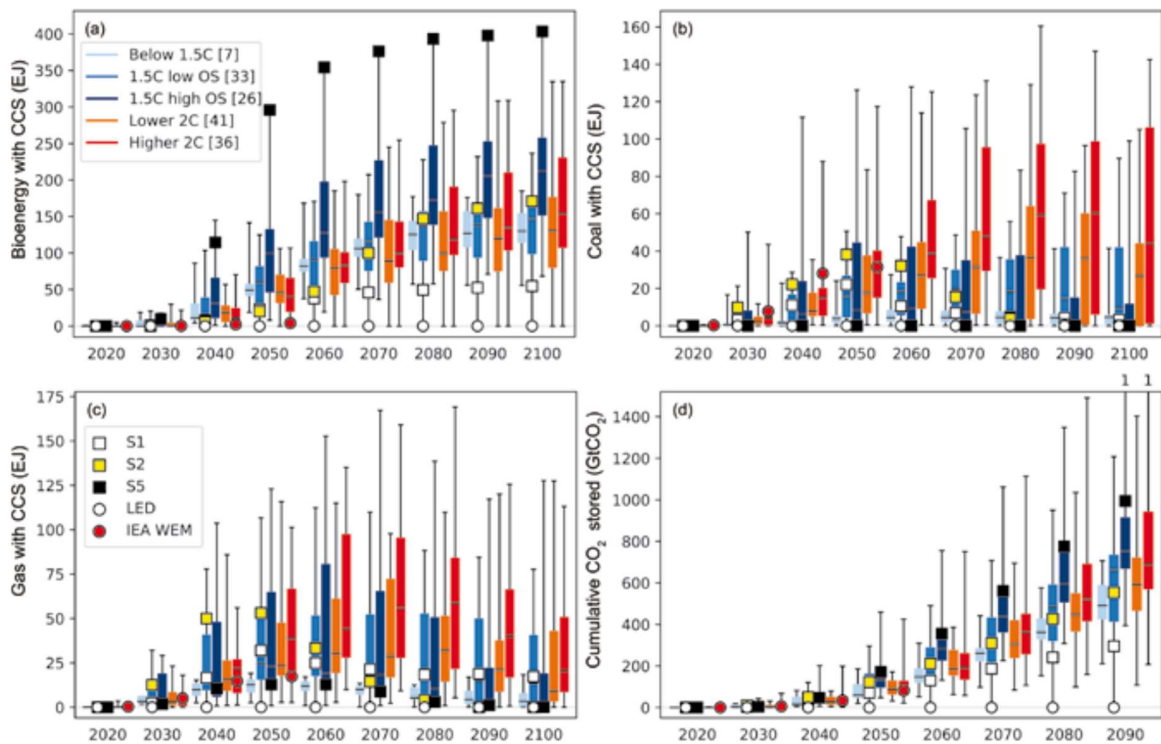 (a)
Bioenergy with CCS (EJ)
400
350
300
250
200
150
100
50
0
Below 1.5C [7]
1.5C low OS [33]
1.5C high OS [26]
Lower 2C [41]
Higher 2C [36]
2020 2030 2040 2050 2060 2070 2080 2090 2100
(b)
Coal with CCS (EJ)
160
140
120
100
80
60
40
20
0
2020 2030 2040 2050 2060 2070 2080 2090 2100
(c)
Gas with CCS (EJ)
175
150
125
100
75
50
25
0
S1
S2
S5
LED
IEA WEM
2020 2030 2040 2050 2060 2070 2080 2090 2100
1 1
(d)
Cumulative CO₂ stored (GtCO₂)
1400
1200
1000
800
600
400
200
0
2020 2030 2040 2050 2060 2070 2080 2090